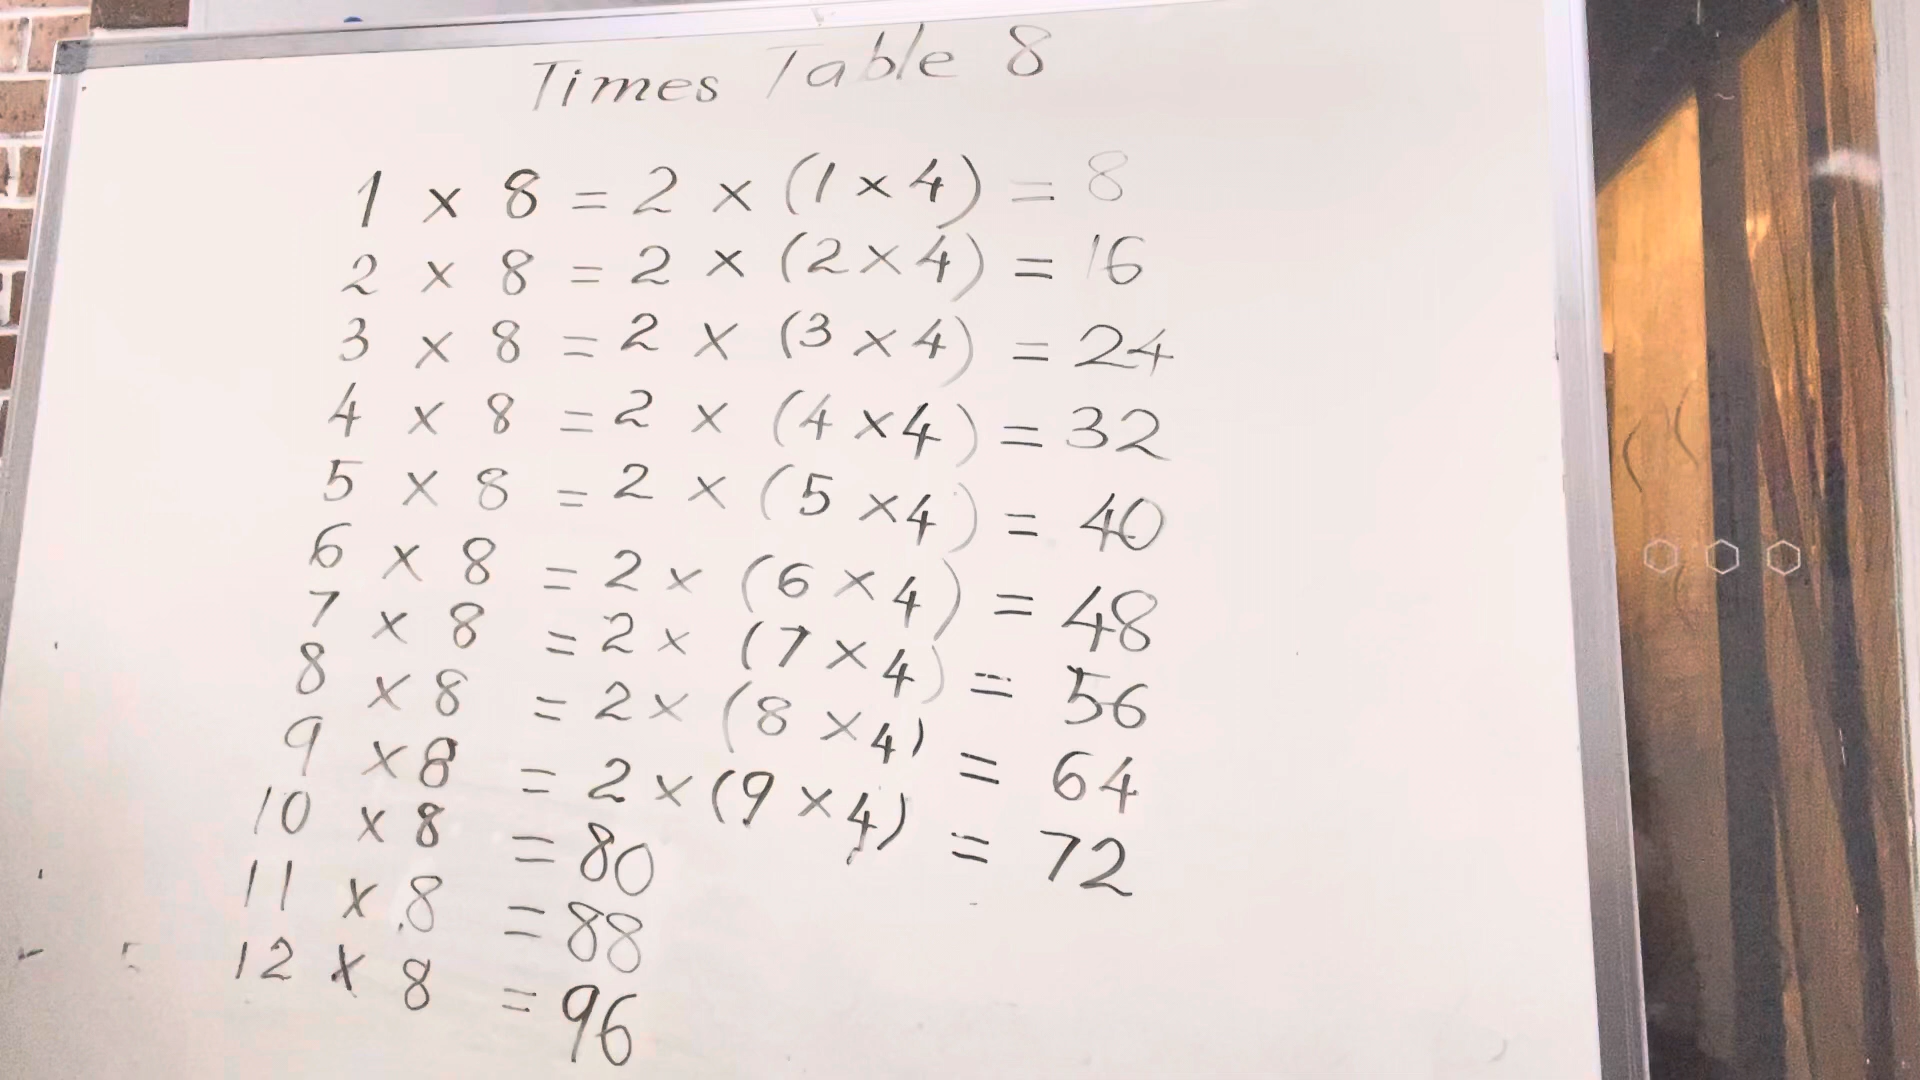 Times Table 8
1 × 8 = 2 × (1 × 4) = 8
2 × 8 = 2 × (2 × 4) = 16
3 × 8 = 2 × (3 × 4) = 24
4 × 8 = 2 × (4 × 4) = 32
5 × 8 = 2 × (5 × 4) = 40
6 × 8 = 2 × (6 × 4) = 48
7 × 8 = 2 × (7 × 4) = 56
8 × 8 = 2 × (8 × 4) = 64
9 × 8 = 2 × (9 × 4) = 72
10 × 8 = 80
11 × 8 = 88
12 × 8 = 96